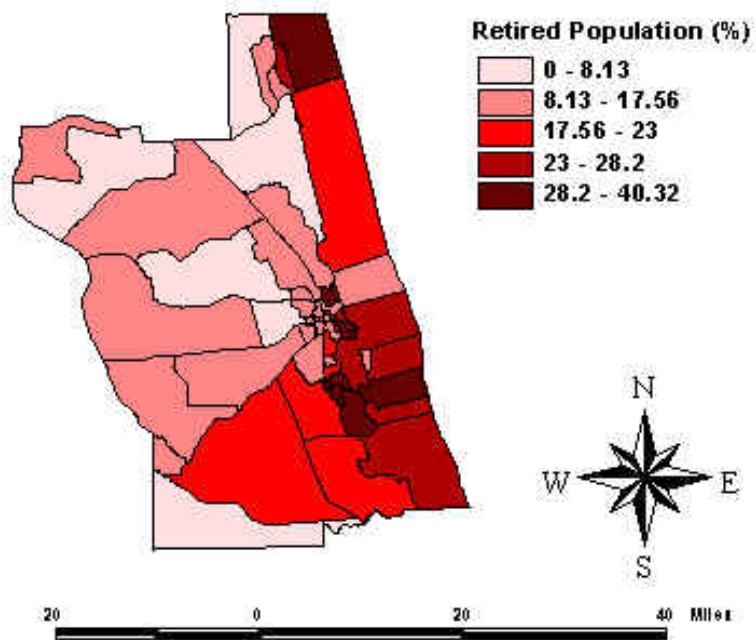 Retired Population (%)
0 - 8.13
8.13 - 17.56
17.56 - 23
23 - 28.2
28.2 - 40.32
N
W E
S
20 0 20 40 Miles